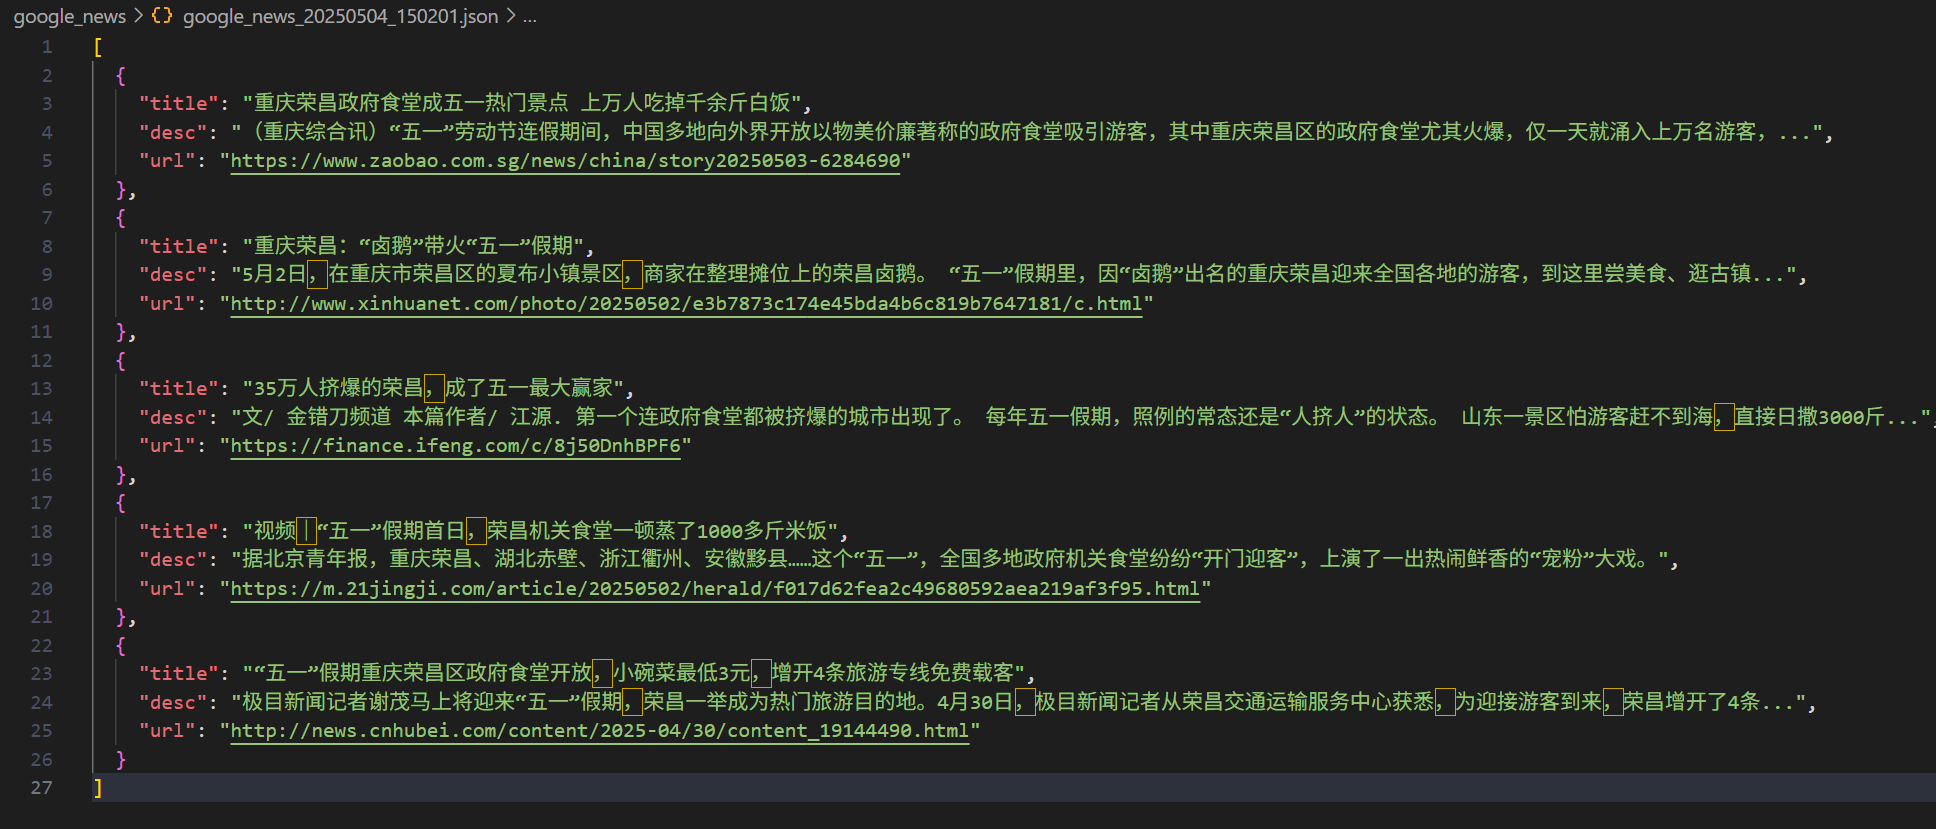 google_news > {} google_news_20250504_150201.json > ...
1 [
2 {
3 "title": "重庆荣昌政府食堂成五一热门景点 上万人吃掉千余斤白饭",
4 "desc": "（重庆综合讯）“五一”劳动节连假期间，中国多地向外界开放以物美价廉著称的政府食堂吸引游客，其中重庆荣昌区的政府食堂尤其火爆，仅一天就涌入上万名游客，...",
5 "url": "https://www.zaobao.com.sg/news/china/story20250503-6284690"
6 },
7 {
8 "title": "重庆荣昌：“卤鹅”带火“五一”假期",
9 "desc": "5月2日，在重庆市荣昌区的夏布小镇景区，商家在整理摊位上的荣昌卤鹅。 “五一”假期里，因“卤鹅”出名的重庆荣昌迎来全国各地的游客，到这里尝美食、逛古镇...",
10 "url": "http://www.xinhuanet.com/photo/20250502/e3b7873c174e45bda4b6c819b7647181/c.html"
11 },
12 {
13 "title": "35万人挤爆的荣昌，成了五一最大赢家",
14 "desc": "文/ 金错刀频道 本篇作者/ 江源. 第一个连政府食堂都被挤爆的城市出现了。 每年五一假期，照例的常态还是“人挤人”的状态。 山东一景区怕游客赶不到海，直接日撒3000斤...",
15 "url": "https://finance.ifeng.com/c/8j50DnhBPF6"
16 },
17 {
18 "title": "视频｜“五一”假期首日，荣昌机关食堂一顿蒸了1000多斤米饭",
19 "desc": "据北京青年报，重庆荣昌、湖北赤壁、浙江衢州、安徽黟县……这个“五一”，全国多地政府机关食堂纷纷“开门迎客”，上演了一出热闹鲜香的“宠粉”大戏。",
20 "url": "https://m.21jingji.com/article/20250502/herald/f017d62fea2c49680592aea219af3f95.html"
21 },
22 {
23 "title": "“五一”假期重庆荣昌区政府食堂开放，小碗菜最低3元，增开4条旅游专线免费载客",
24 "desc": "极目新闻记者谢茂马上将迎来“五一”假期，荣昌一举成为热门旅游目的地。4月30日，极目新闻记者从荣昌交通运输服务中心获悉，为迎接游客到来，荣昌增开了4条...",
25 "url": "http://news.cnhubei.com/content/2025-04/30/content_19144490.html"
26 }
27 ]